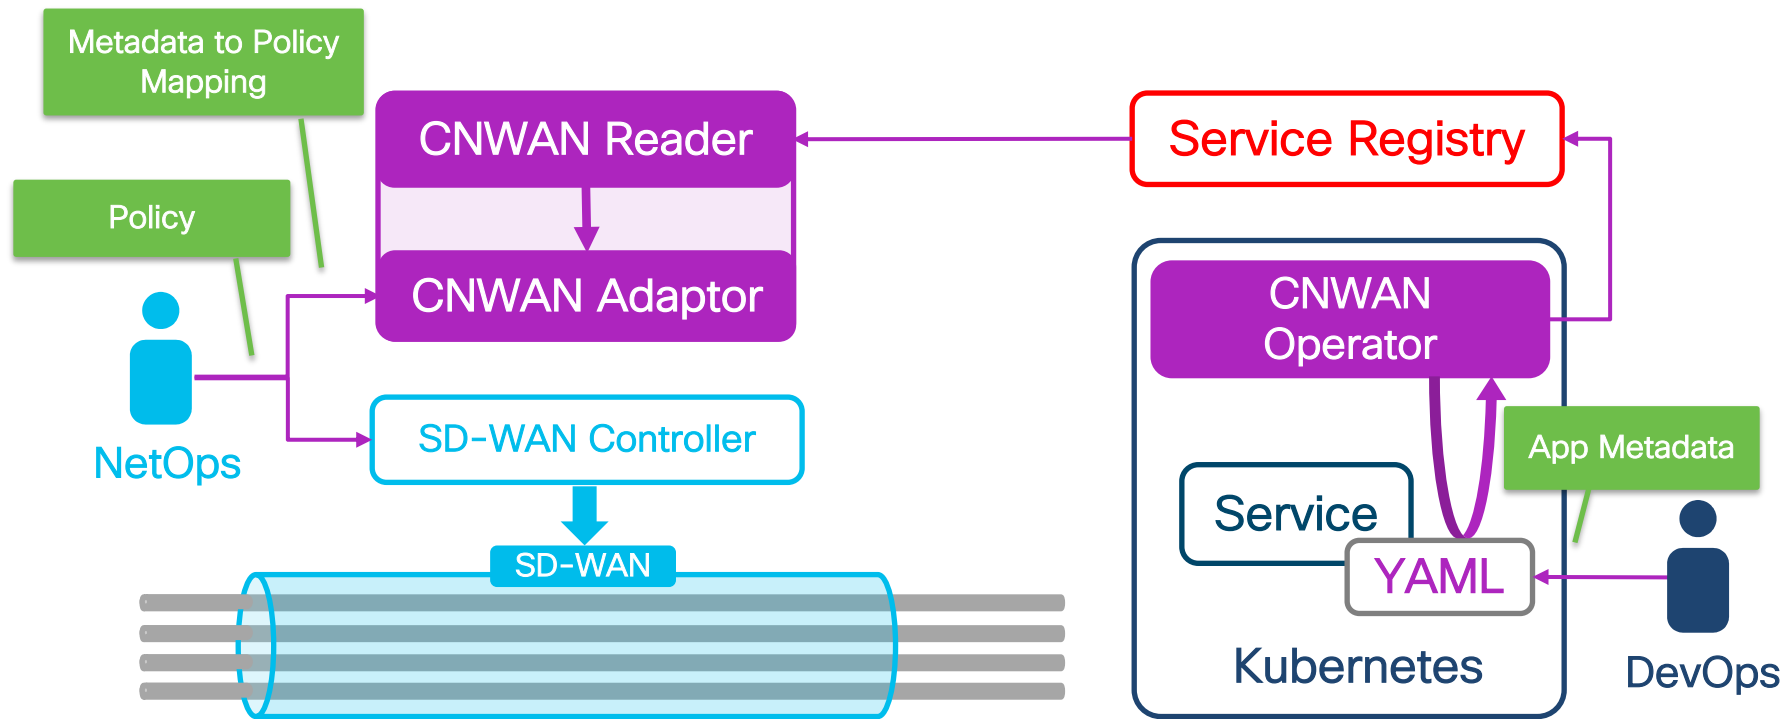 Metadata to Policy
Mapping
Policy
NetOps
CNWAN Reader
CNWAN Adaptor
SD-WAN Controller
SD-WAN
Service Registry
CNWAN
Operator
App Metadata
Service
YAML
Kubernetes
DevOps